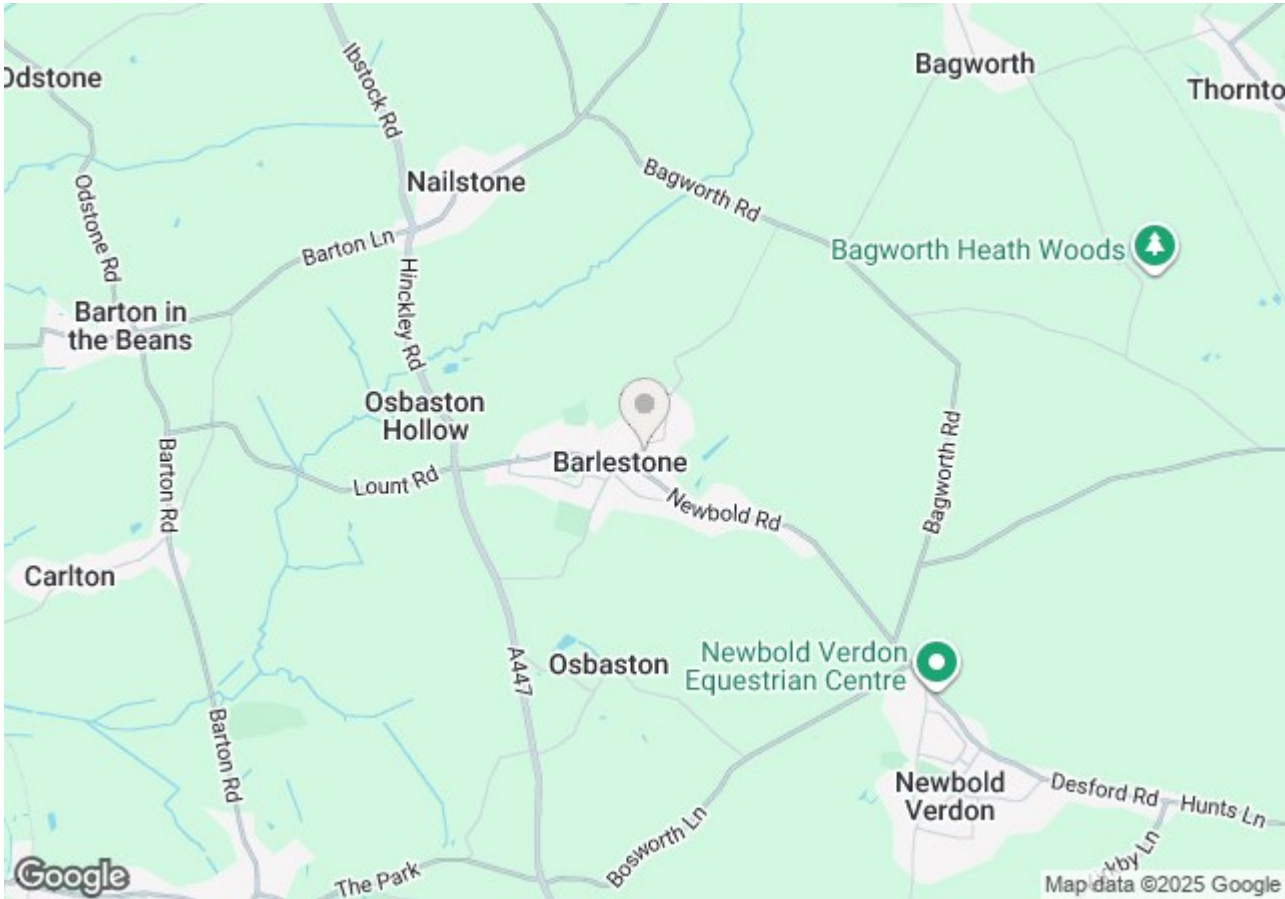 Ibstock Rd
Bagworth
Odstone
Thornto
Nailstone
Bagworth Rd
Odstone Rd
Barton Ln
Bagworth Heath Woods
Hinckley Rd
Barton in
the Beans
Osbaston
Hollow
Barlestone
Barton Rd
Lount Rd
Newbold Rd
Bagworth Rd
Carlton
A447
Osbaston
Newbold Verdon
Equestrian Centre
Barton Rd
Newbold
Verdon
Desford Rd
Hunts Ln
Bosworth Ln
The Park
Google
Map data ©2025 Google